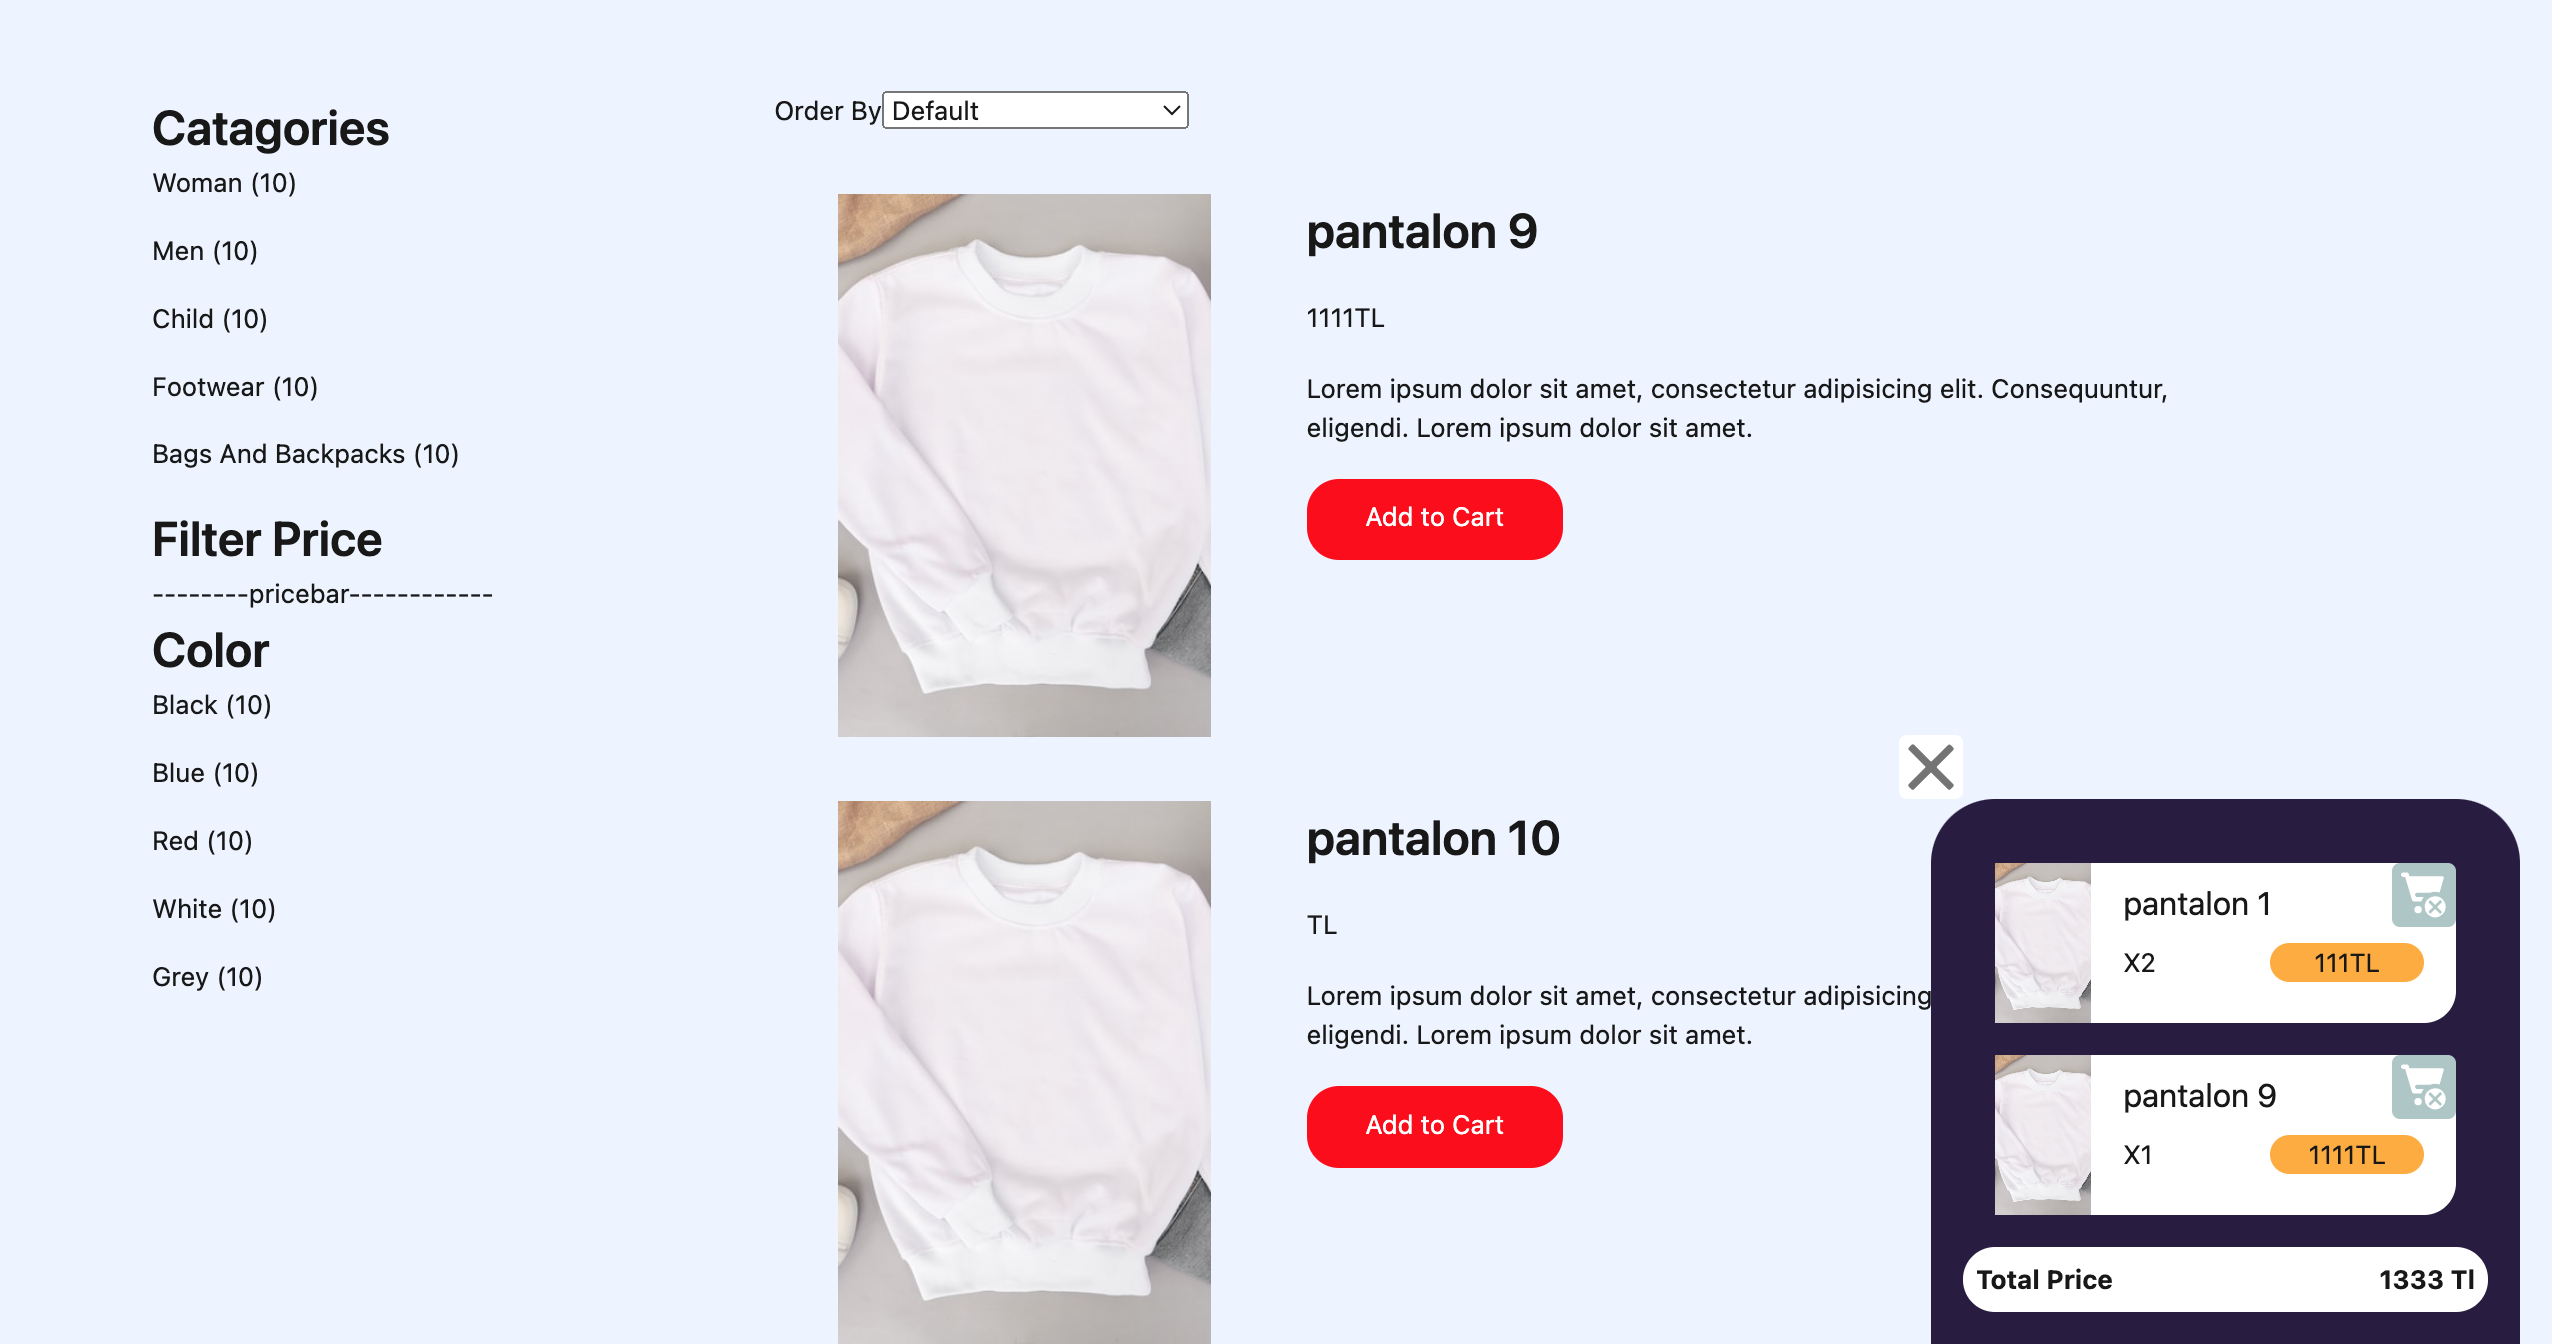 Catagories
Woman (10)
Men (10)
Child (10)
Footwear (10)
Bags And Backpacks (10)
Filter Price
--------pricebar------------
Color
Black (10)
Blue (10)
Red (10)
White (10)
Grey (10)
Order By Default
pantalon 9
1111TL
Lorem ipsum dolor sit amet, consectetur adipisicing elit. Consequuntur,
eligendi. Lorem ipsum dolor sit amet.
Add to Cart
pantalon 10
TL
Lorem ipsum dolor sit amet, consectetur adipisicing
eligendi. Lorem ipsum dolor sit amet.
Add to Cart
pantalon 1
X2 111TL
pantalon 9
X1 1111TL
Total Price 1333 Tl